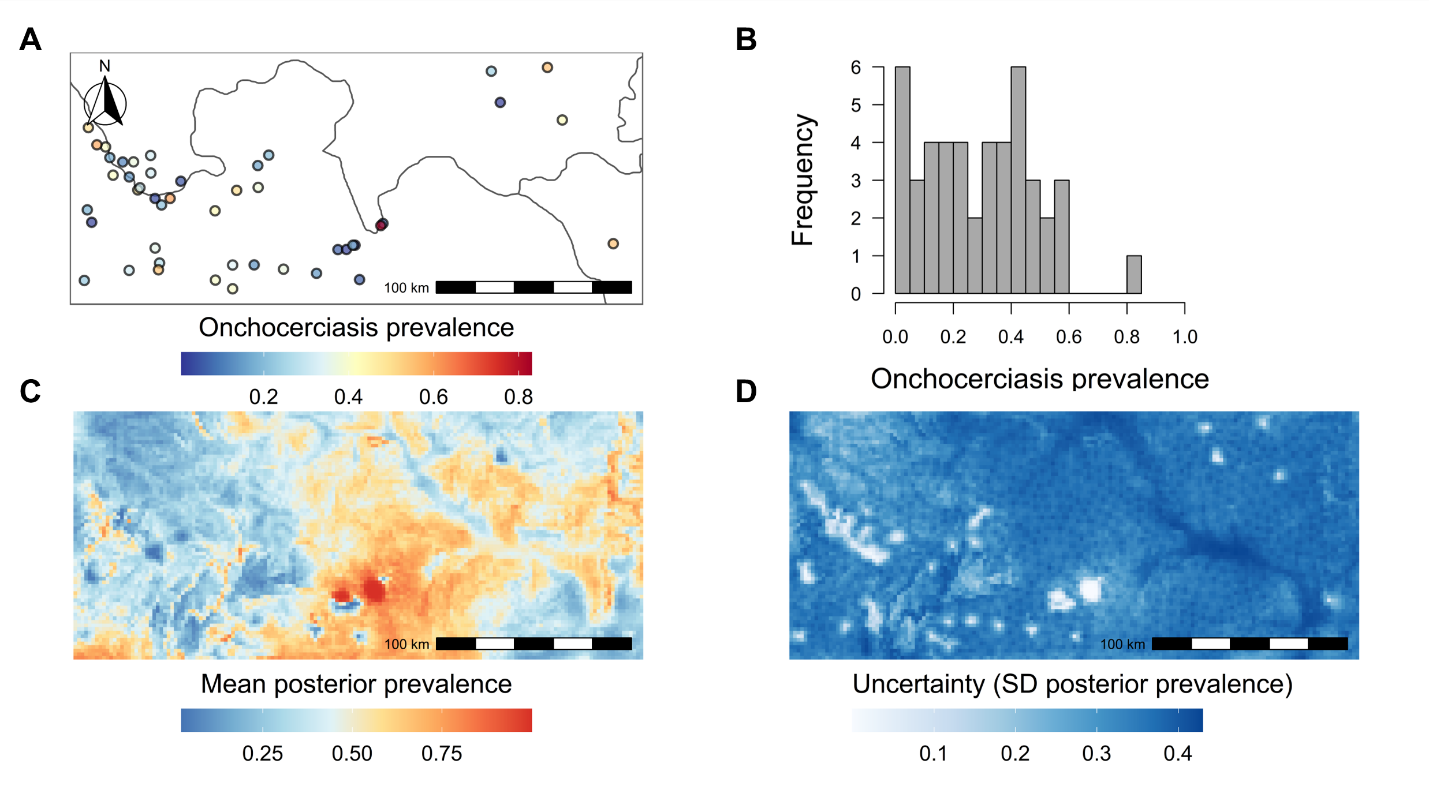 A
N
100 km
Onchocerciasis prevalence
0.2 0.4 0.6 0.8
B
Frequency
6
5
4
3
2
1
0
0.0 0.2 0.4 0.6 0.8 1.0
Onchocerciasis prevalence
C
100 km
Mean posterior prevalence
0.25 0.50 0.75
D
100 km
Uncertainty (SD posterior prevalence)
0.1 0.2 0.3 0.4